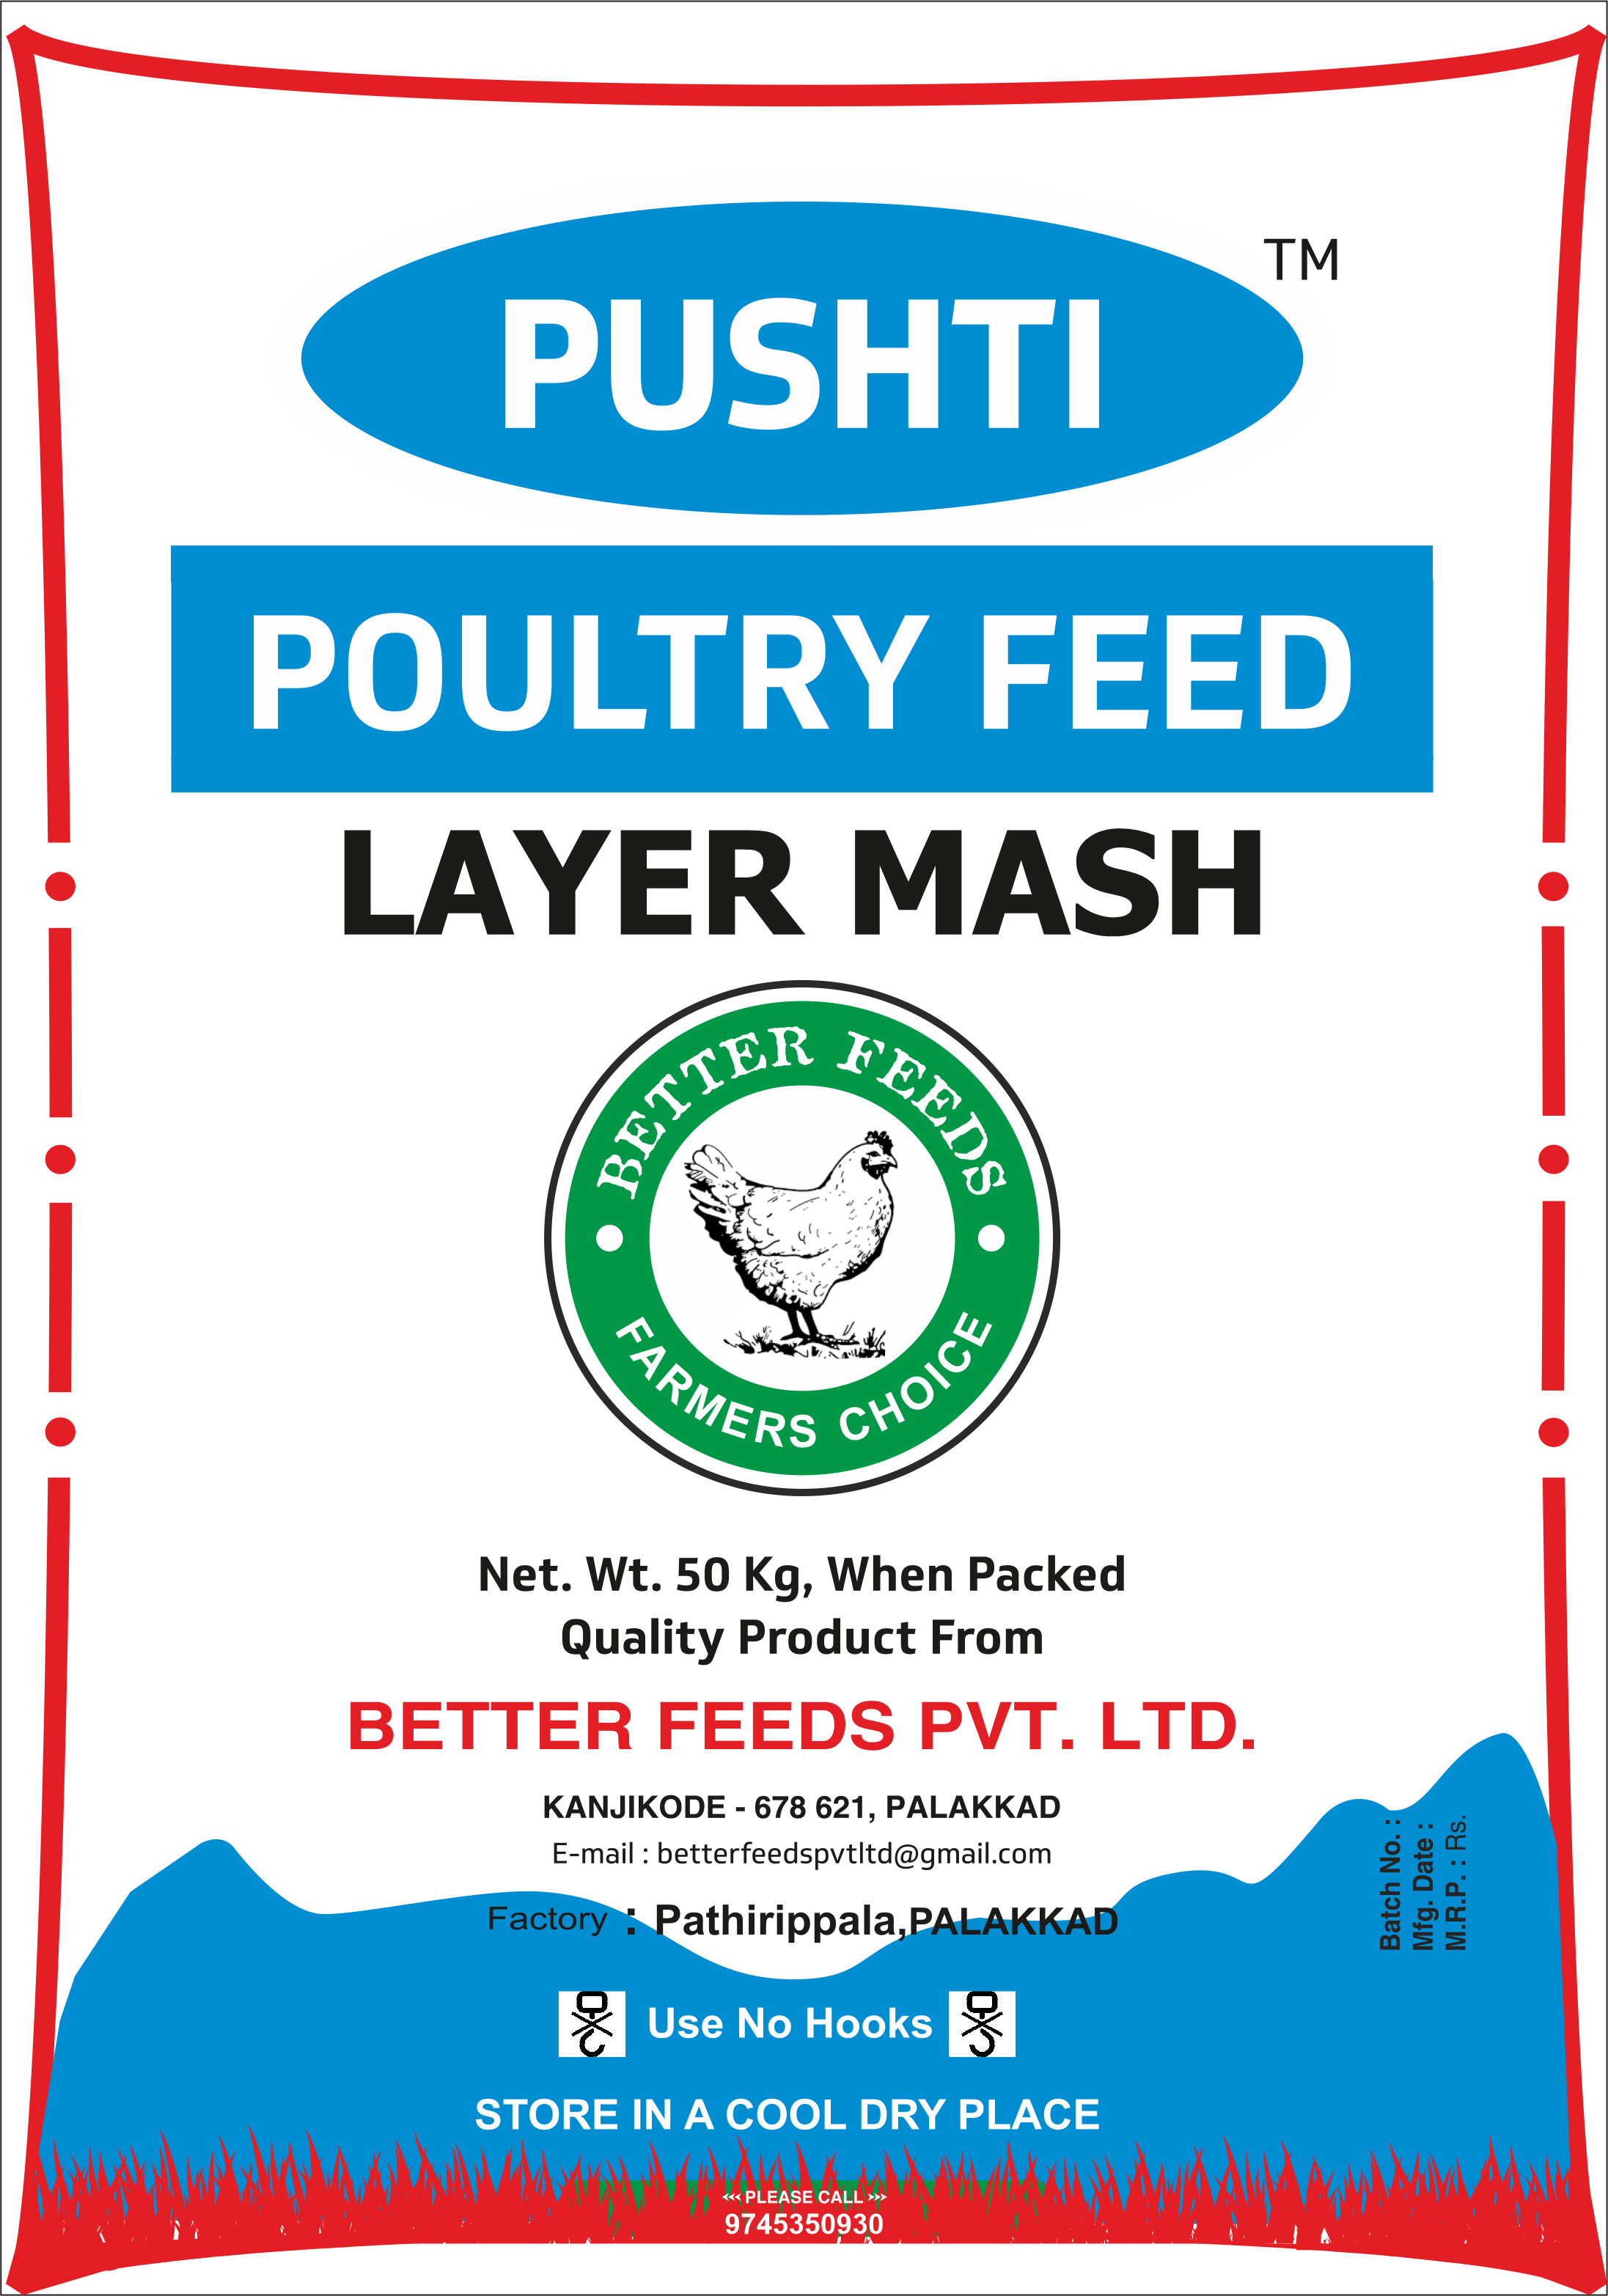 PUSHTI TM
POULTRY FEED
LAYER MASH
BETTER FEEDS
FARMERS CHOICE
Net. Wt. 50 Kg, When Packed
Quality Product From
BETTER FEEDS PVT. LTD.
KANJIKODE - 678 621, PALAKKAD
E-mail : betterfeedspvtltd@gmail.com
Factory : Pathirippala,PALAKKAD
Batch No. :
Mfg. Date :
M.R.P. : Rs.
Use No Hooks
STORE IN A COOL DRY PLACE
PLEASE CALL
9745350930